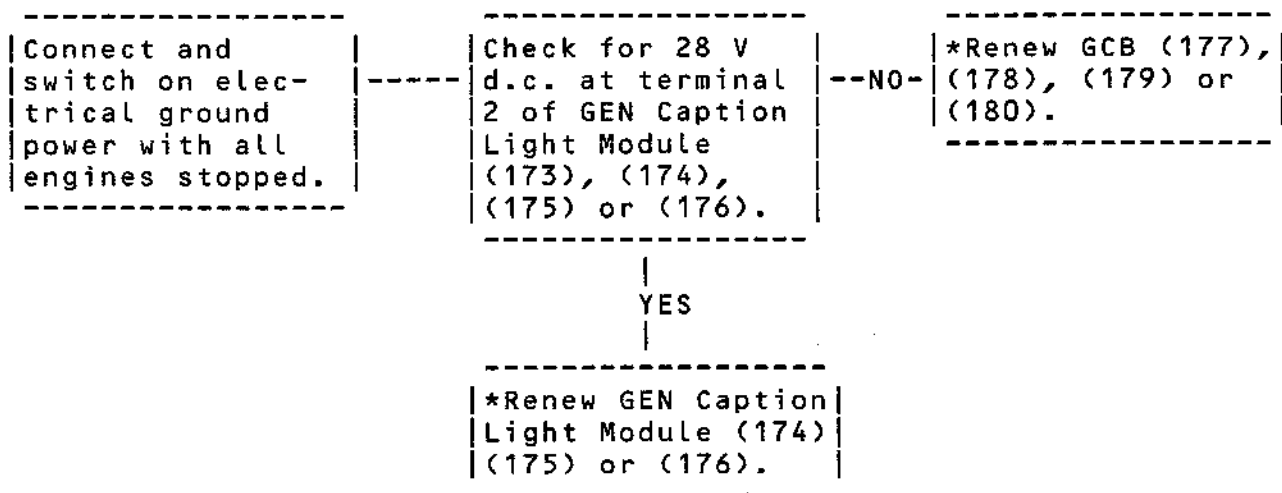 Connect and
switch on elec-
trical ground
power with all
engines stopped.
Check for 28 V
d.c. at terminal
2 of GEN Caption
Light Module
(173), (174),
(175) or (176).
NO
*Renew GCB (177),
(178), (179) or
(180).
YES
*Renew GEN Caption
Light Module (174)
(175) or (176).